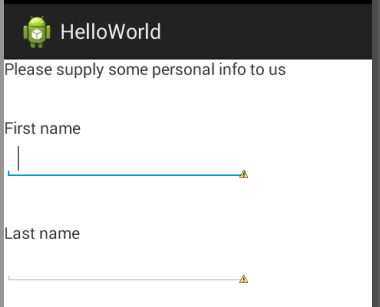 HelloWorld
Please supply some personal info to us
First name
Last name